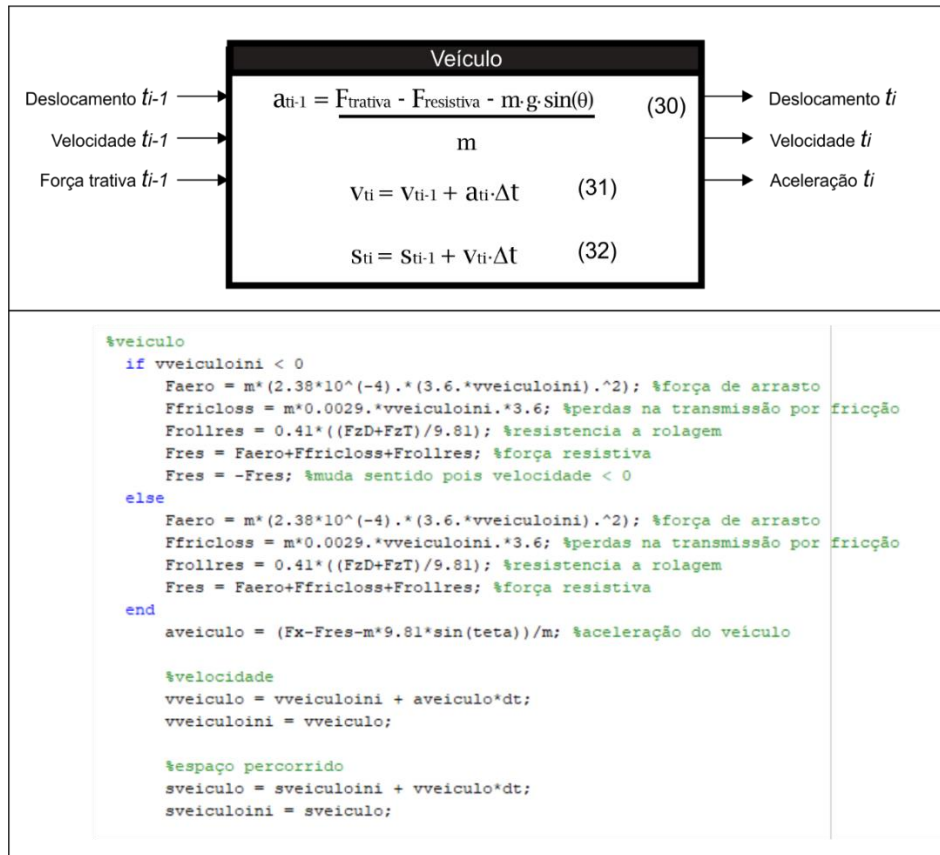 Veículo
Deslocamento ti-1
Velocidade ti-1
Força trativa ti-1
ati-1 = Ftrativa - Fresistiva - m·g·sin(θ) (30)
m
vti = vti-1 + ati·Δt (31)
sti = sti-1 + vti·Δt (32)
Deslocamento ti
Velocidade ti
Aceleração ti
%veiculo
if vveiculoini < 0
Faero = m*(2.38*10^(-4).*(3.6.*vveiculoini).^2); %força de arrasto
Ffricloss = m*0.0029.*vveiculoini.*3.6; %perdas na transmissão por fricção
Frollres = 0.41*((FzD+FzT)/9.81); %resistencia a rolagem
Fres = Faero+Ffricloss+Frollres; %força resistiva
Fres = -Fres; %muda sentido pois velocidade < 0
else
Faero = m*(2.38*10^(-4).*(3.6.*vveiculoini).^2); %força de arrasto
Ffricloss = m*0.0029.*vveiculoini.*3.6; %perdas na transmissão por fricção
Frollres = 0.41*((FzD+FzT)/9.81); %resistencia a rolagem
Fres = Faero+Ffricloss+Frollres; %força resistiva
end
aveiculo = (Fx-Fres-m*9.81*sin(teta))/m; %aceleração do veículo
%velocidade
vveiculo = vveiculoini + aveiculo*dt;
vveiculoini = vveiculo;
%espaço percorrido
sveiculo = sveiculoini + vveiculo*dt;
sveiculoini = sveiculo;